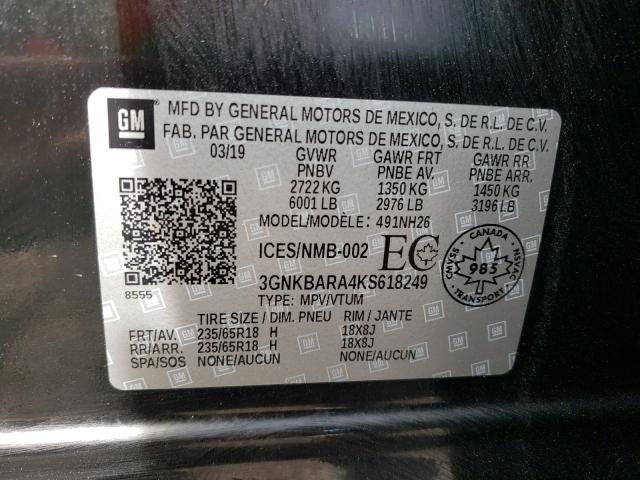 GM MFD BY GENERAL MOTORS DE MEXICO, S. DE R.L. DE C.V.
FAB. PAR GENERAL MOTORS DE MEXICO, S. DE R.L. DE C.V.
03/19 GVWR GAWR FRT GAWR RR
PNBV PNBE AV. PNBE ARR.
2722 KG 1350 KG 1450 KG
6001 LB 2976 LB 3196 LB
MODEL/MODÈLE: 491NH26
ICES/NMB-002 EC
CANADA
CMVSS 985 NSVAC
TRANSPORT
3GNKBARA4KS618249
8555 TYPE: MPV/VTUM
TIRE SIZE / DIM. PNEU RIM / JANTE
FRT/AV. 235/65R18 H 18X8J
RR/ARR. 235/65R18 H 18X8J
SPA/SOS NONE/AUCUN NONE/AUCUN